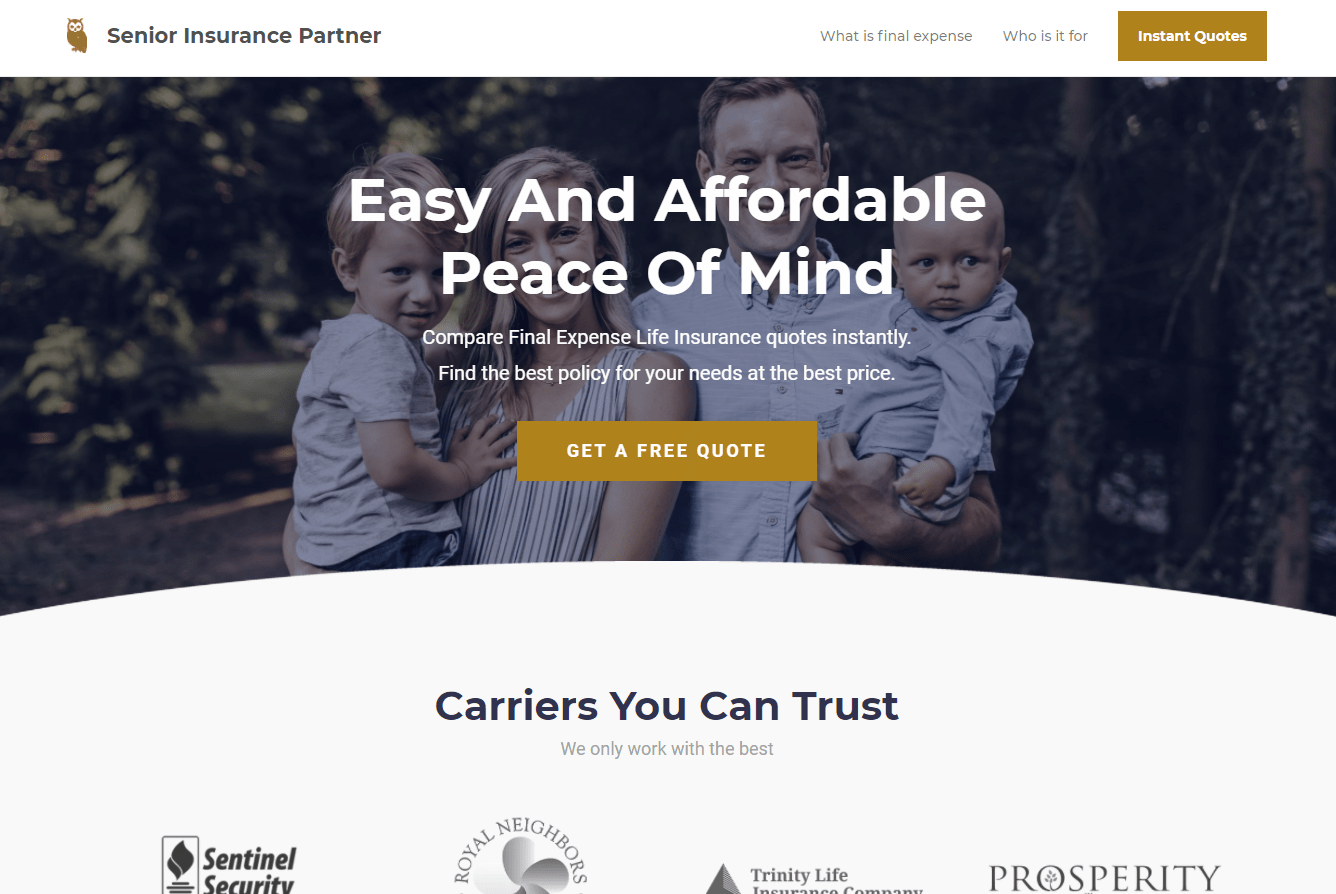 Senior Insurance Partner
What is final expense
Who is it for
Instant Quotes
Easy And Affordable
Peace Of Mind
Compare Final Expense Life Insurance quotes instantly.
Find the best policy for your needs at the best price.
GET A FREE QUOTE
Carriers You Can Trust
We only work with the best
Sentinel
Security
ROYAL NEIGHBORS
Trinity Life
Insurance Company
PROSPERITY